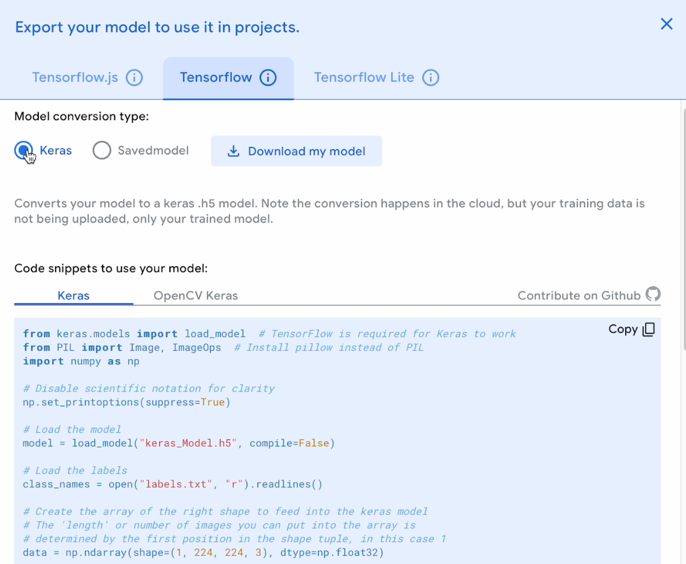 Export your model to use it in projects.
Tensorflow.js Tensorflow Tensorflow Lite
Model conversion type:
Keras Savedmodel Download my model
Converts your model to a keras .h5 model. Note the conversion happens in the cloud, but your training data is
not being uploaded, only your trained model.
Code snippets to use your model:
Keras OpenCV Keras Contribute on Github
Copy
from keras.models import load_model  # TensorFlow is required for Keras to work
from PIL import Image, ImageOps  # Install pillow instead of PIL
import numpy as np
# Disable scientific notation for clarity
np.set_printoptions(suppress=True)
# Load the model
model = load_model("keras_Model.h5", compile=False)
# Load the labels
class_names = open("labels.txt", "r").readlines()
# Create the array of the right shape to feed into the keras model
# The 'length' or number of images you can put into the array is
# determined by the first position in the shape tuple, in this case 1
data = np.ndarray(shape=(1, 224, 224, 3), dtype=np.float32)